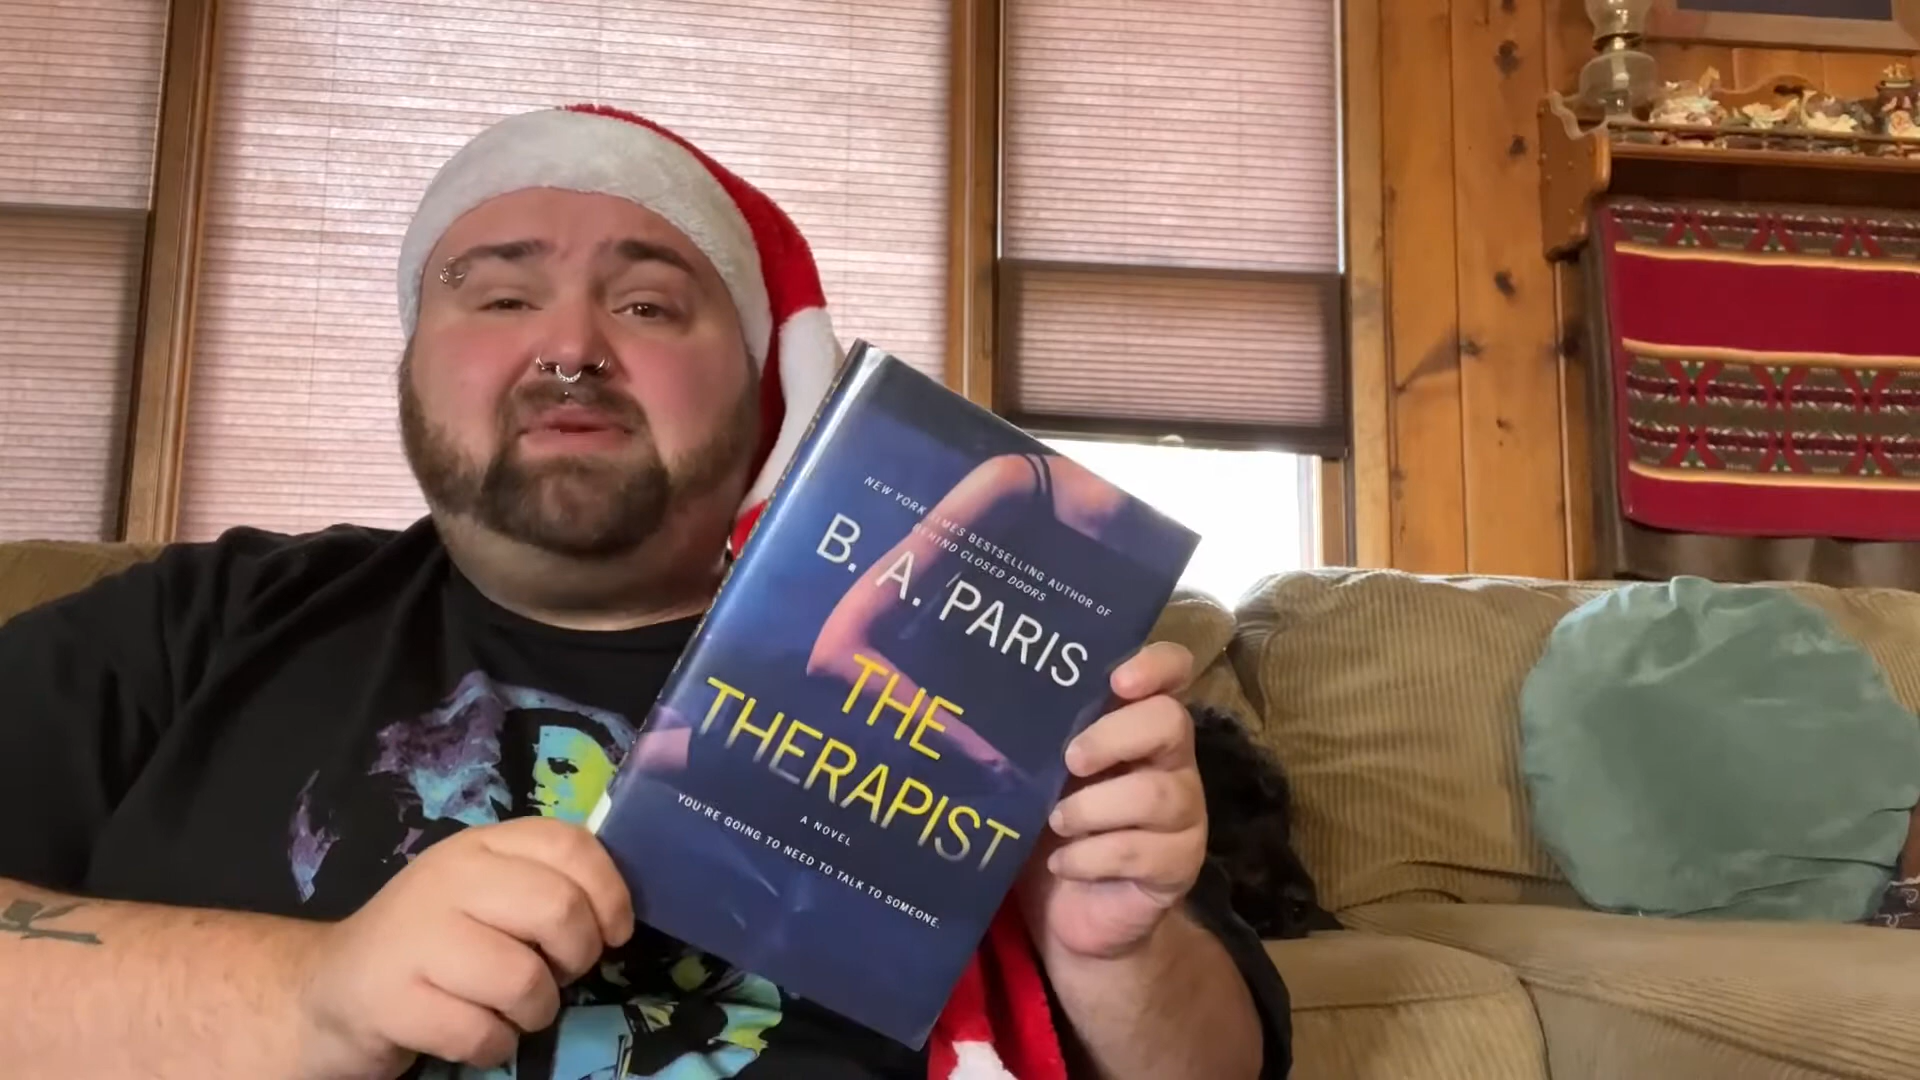 NEW YORK TIMES BESTSELLING AUTHOR OF
BEHIND CLOSED DOORS
B. A. PARIS
THE
THERAPIST
A NOVEL
YOU'RE GOING TO NEED TO TALK TO SOMEONE.